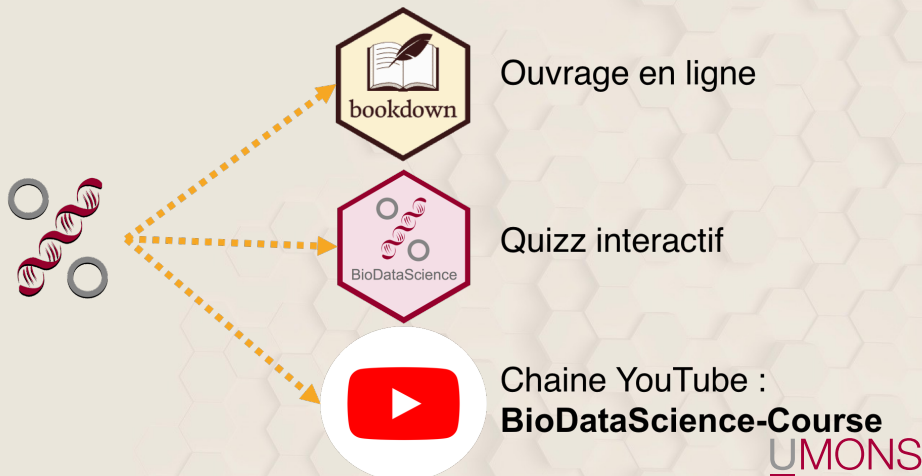 bookdown
Ouvrage en ligne
BioDataScience
Quizz interactif
Chaine YouTube :
BioDataScience-Course
UMONS